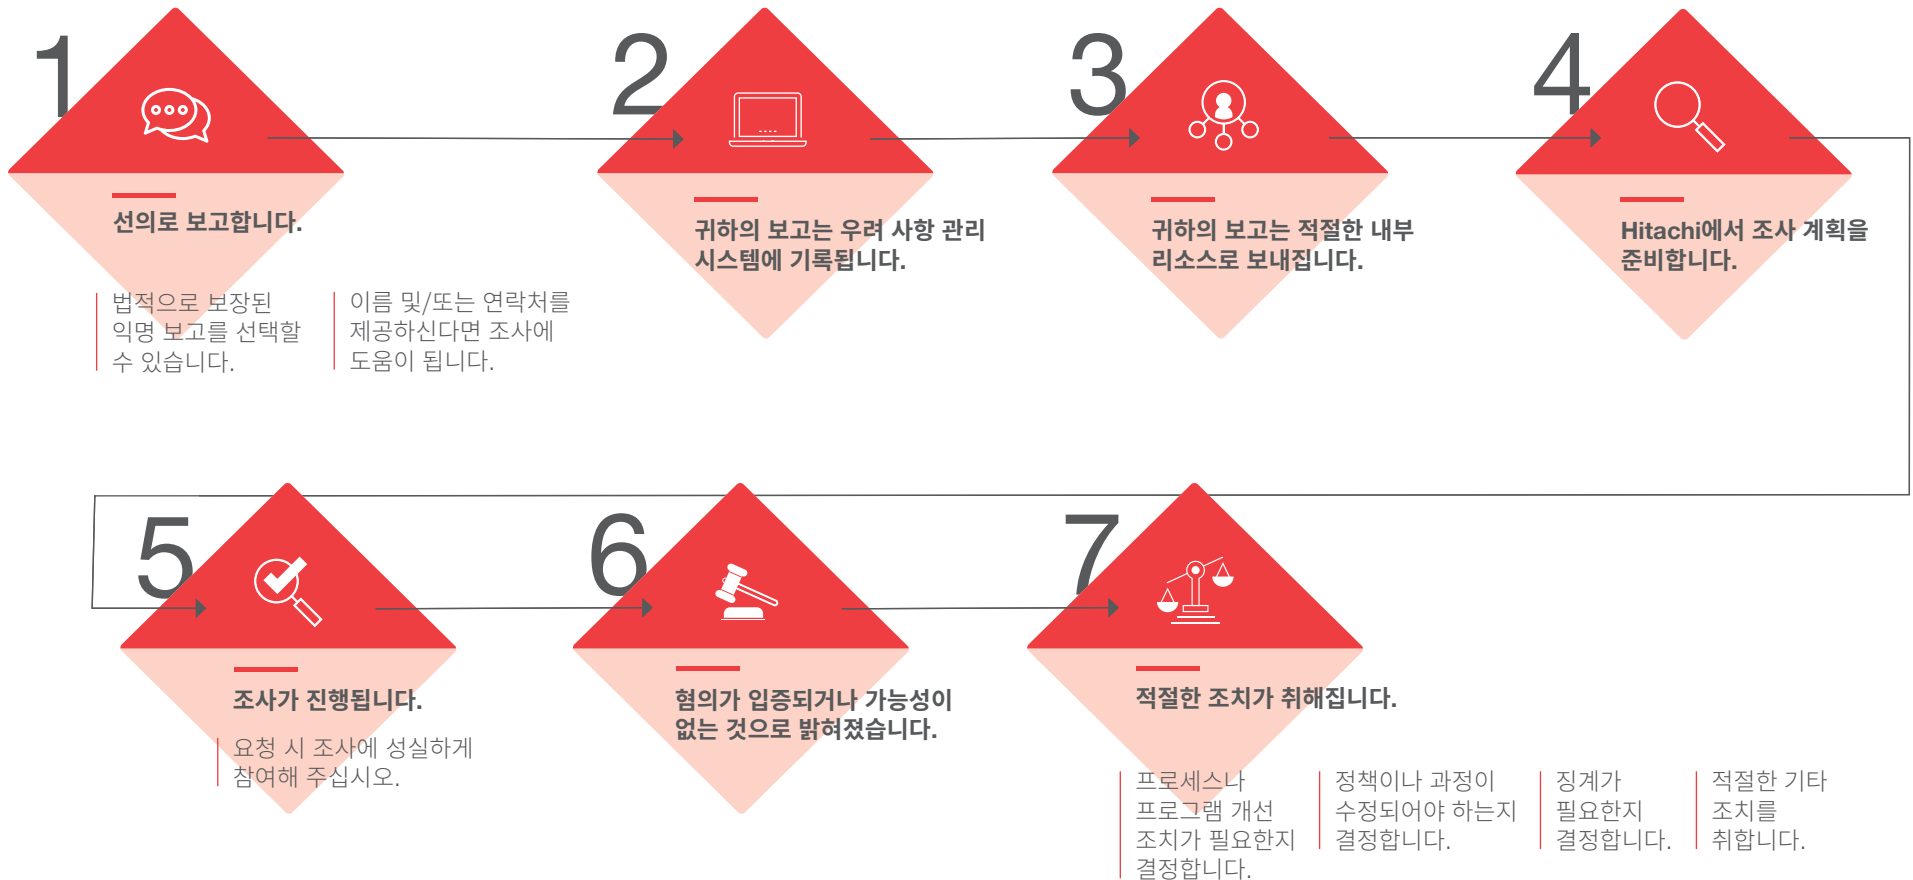 1
선의로 보고합니다.
법적으로 보장된
익명 보고를 선택할
수 있습니다.
이름 및/또는 연락처를
제공하신다면 조사에
도움이 됩니다.
2
귀하의 보고는 우려 사항 관리
시스템에 기록됩니다.
3
귀하의 보고는 적절한 내부
리소스로 보내집니다.
4
Hitachi에서 조사 계획을
준비합니다.
5
조사가 진행됩니다.
요청 시 조사에 성실하게
참여해 주십시오.
6
혐의가 입증되거나 가능성이
없는 것으로 밝혀졌습니다.
7
적절한 조치가 취해집니다.
프로세스나
프로그램 개선
조치가 필요한지
결정합니다.
정책이나 과정이
수정되어야 하는지
결정합니다.
징계가
필요한지
결정합니다.
적절한 기타
조치를
취합니다.